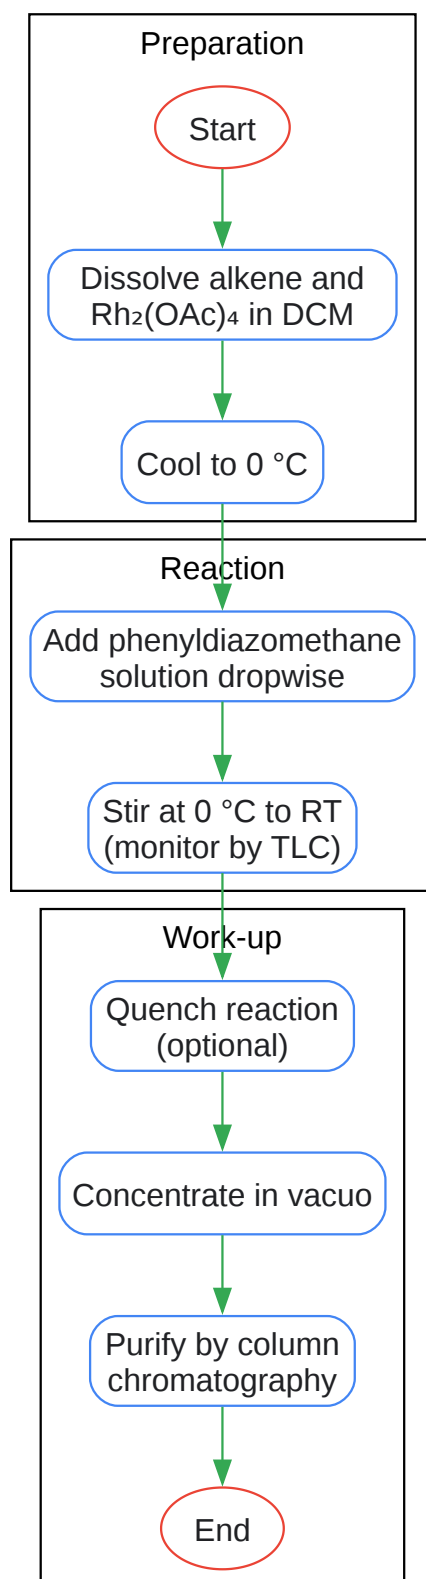 Preparation
Start
Dissolve alkene and
Rh₂(OAc)₄ in DCM
Cool to 0 °C
Reaction
Add phenyldiazomethane
solution dropwise
Stir at 0 °C to RT
(monitor by TLC)
Work-up
Quench reaction
(optional)
Concentrate in vacuo
Purify by column
chromatography
End